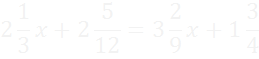 2 1/3 x + 2 5/12 = 3 2/9 x + 1 3/4